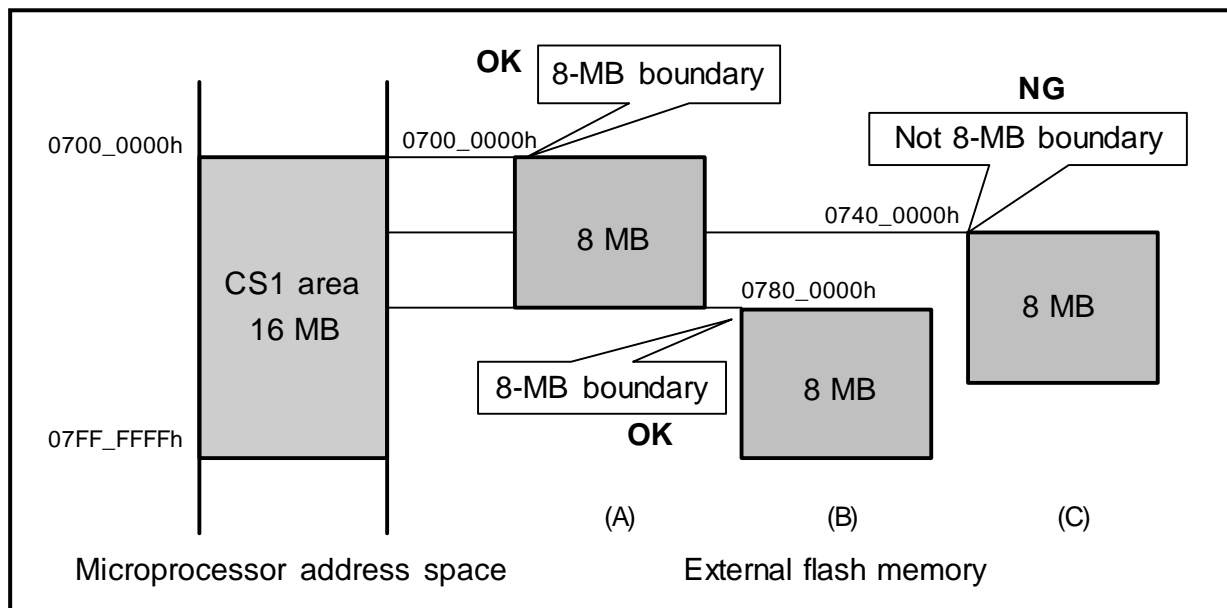 OK
8-MB boundary
NG
Not 8-MB boundary
0700_0000h
0700_0000h
0740_0000h
8 MB
CS1 area
16 MB
0780_0000h
8 MB
8-MB boundary
OK
8 MB
07FF_FFFFh
(A)
(B)
(C)
Microprocessor address space
External flash memory